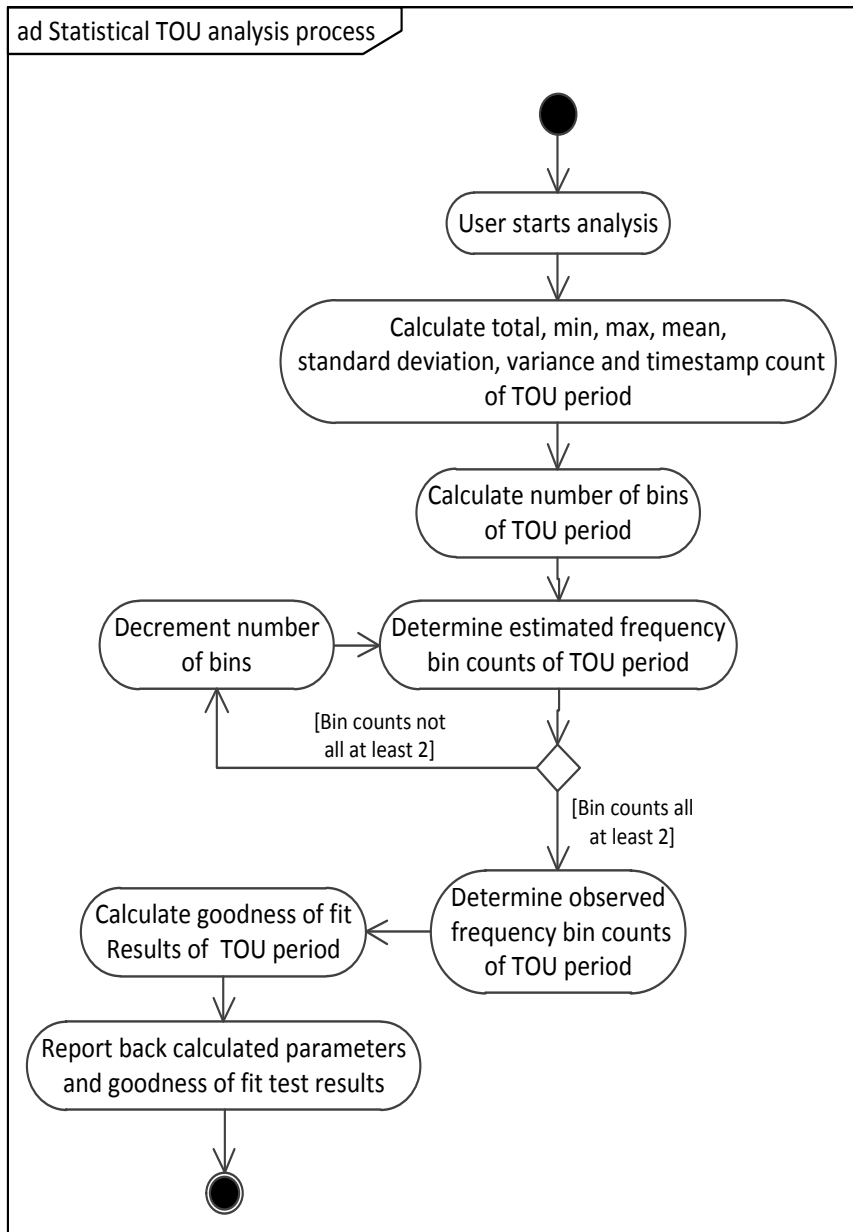 ad Statistical TOU analysis process
User starts analysis
Calculate total, min, max, mean,
standard deviation, variance and timestamp count
of TOU period
Calculate number of bins
of TOU period
Decrement number
of bins
Determine estimated frequency
bin counts of TOU period
[Bin counts not
all at least 2]
[Bin counts all
at least 2]
Determine observed
frequency bin counts
of TOU period
Calculate goodness of fit
Results of TOU period
Report back calculated parameters
and goodness of fit test results